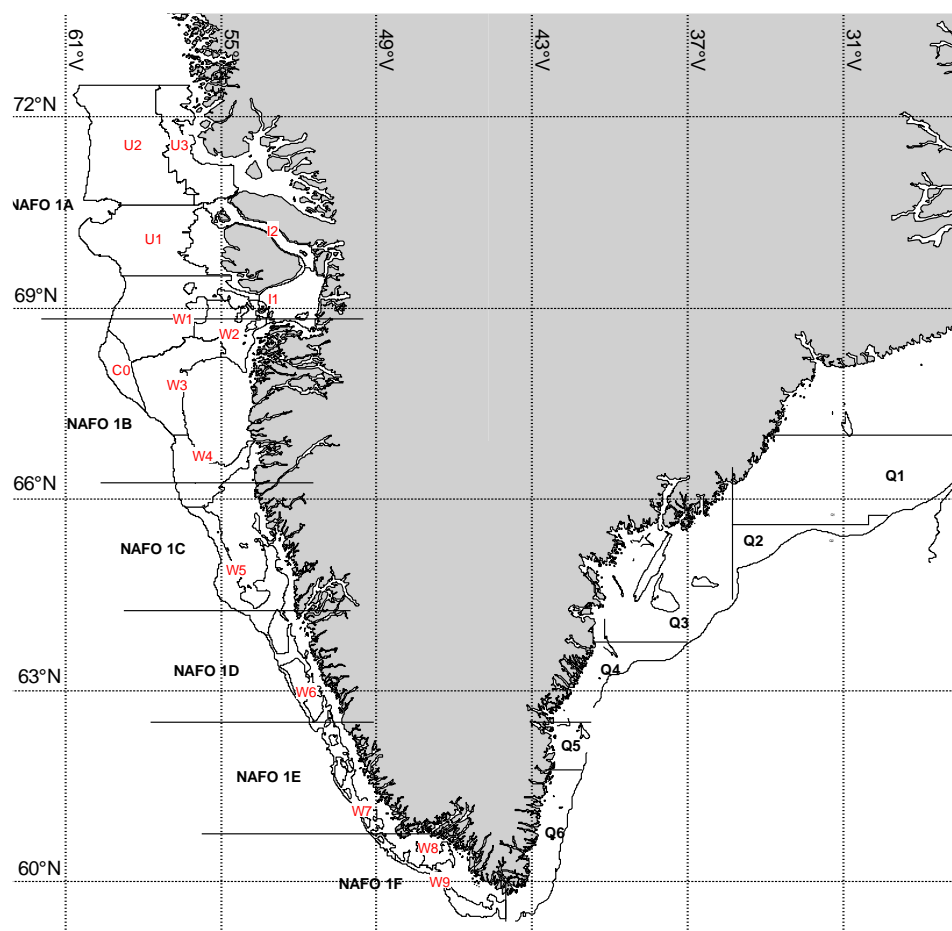 61°V
55°V
49°V
43°V
37°V
31°V
72°N
U2
U3
NAFO 1A
U1
I2
69°N
I1
W1
W2
C0
W3
NAFO 1B
W4
66°N
Q1
NAFO 1C
Q2
W5
Q3
NAFO 1D
Q4
63°N
W6
Q5
NAFO 1E
W7
Q6
W8
60°N
NAFO 1F
W9